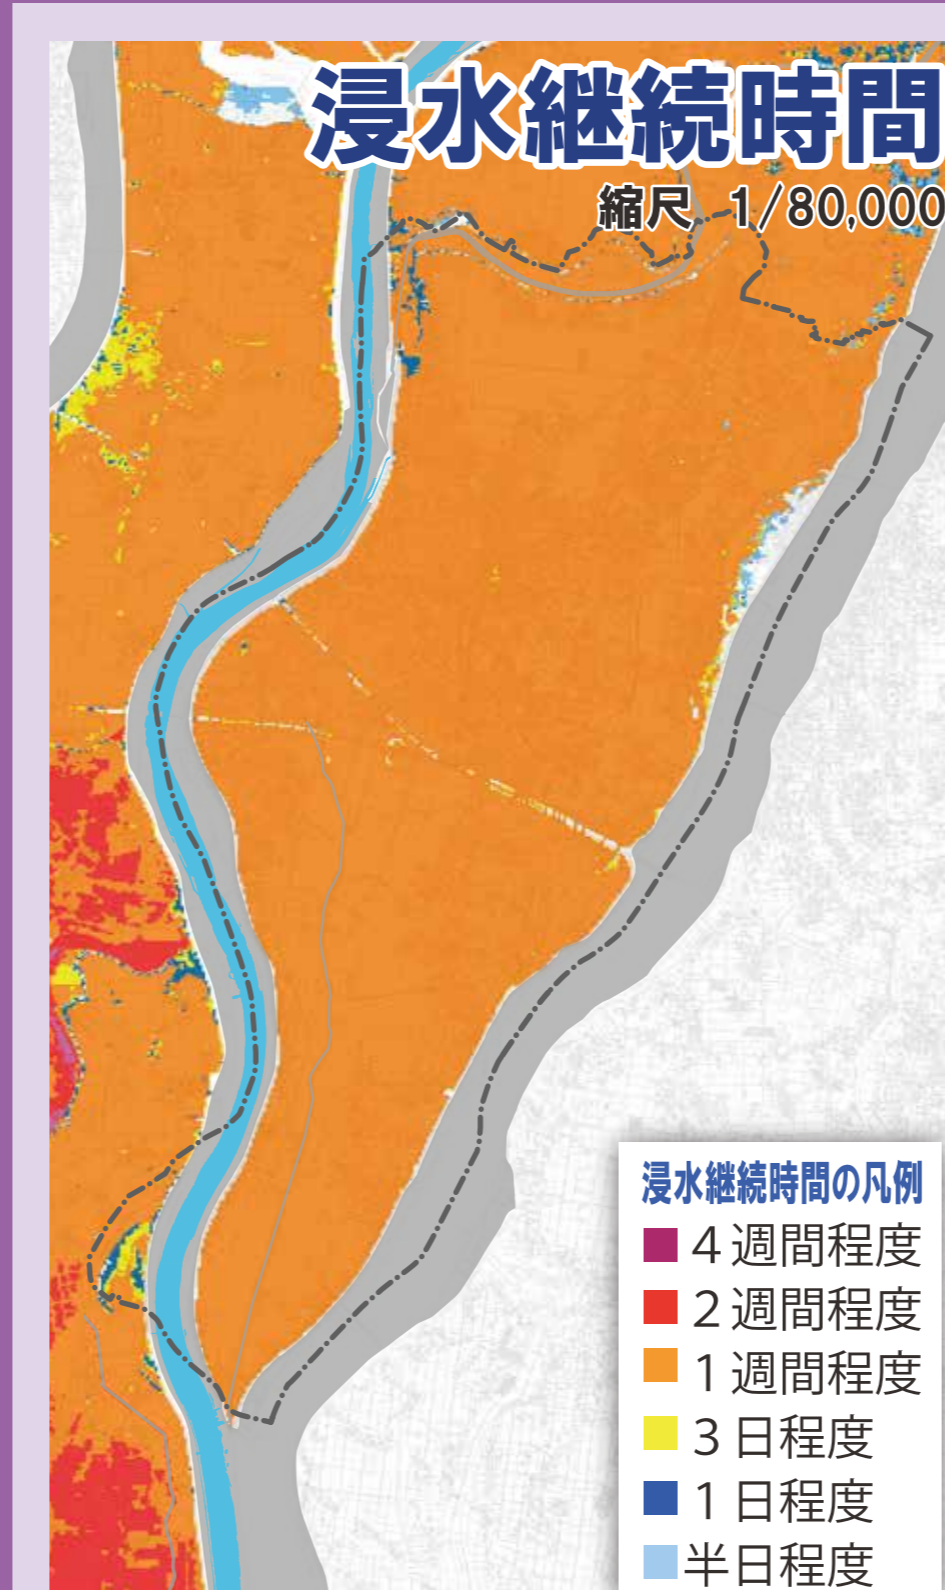 浸水継続時間
縮尺 1/80,000
浸水継続時間の凡例
4週間程度
2週間程度
1週間程度
3日程度
1日程度
半日程度